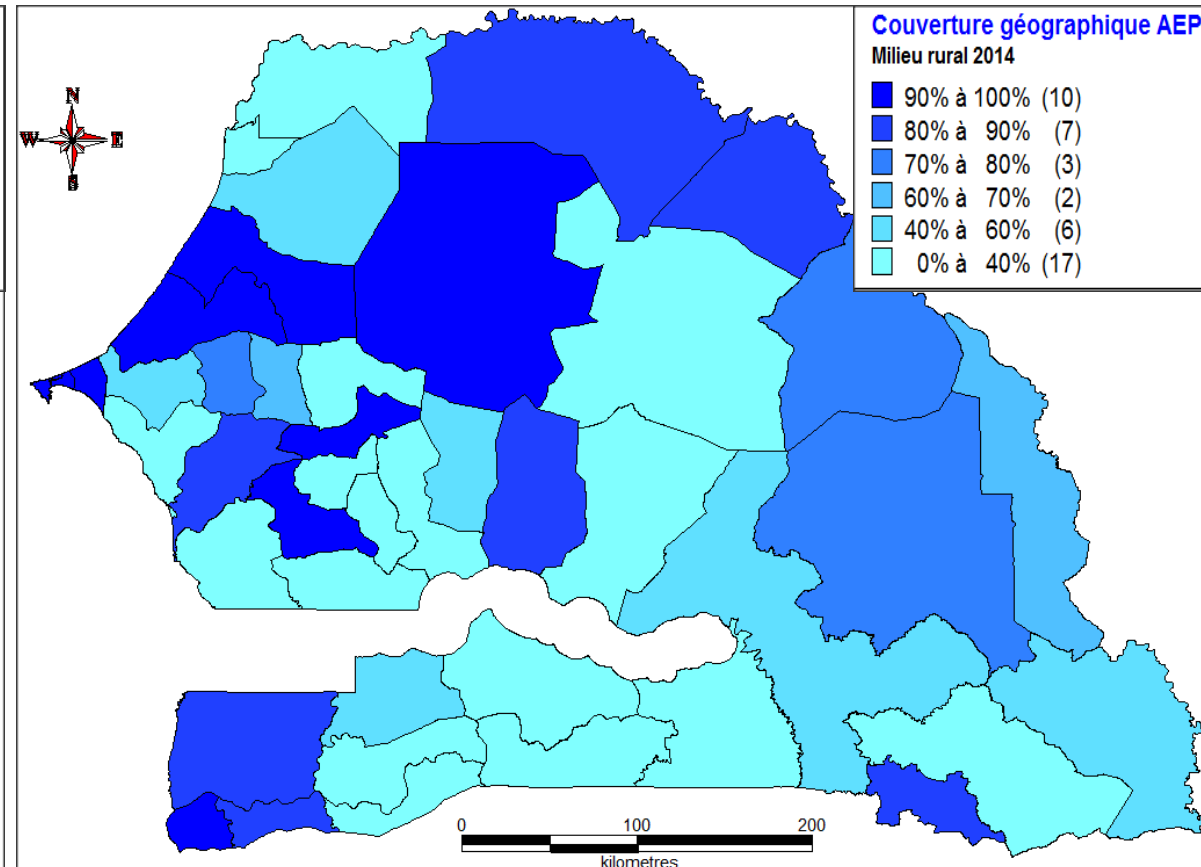 Couverture géographique AEP
Milieu rural 2014
90% à 100% (10)
80% à 90% (7)
70% à 80% (3)
60% à 70% (2)
40% à 60% (6)
0% à 40% (17)
N
W E
S
0 100 200
kilometres